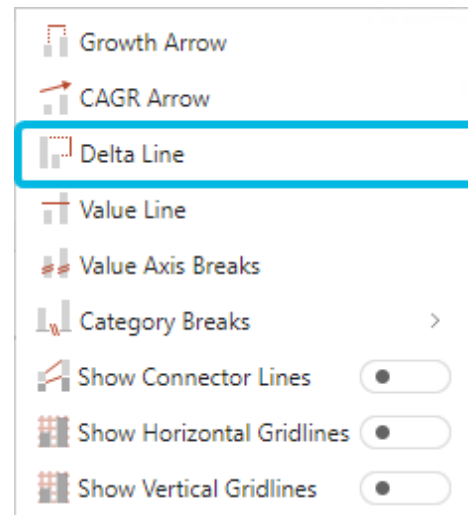 Growth Arrow
CAGR Arrow
Delta Line
Value Line
Value Axis Breaks
Category Breaks
Show Connector Lines
Show Horizontal Gridlines
Show Vertical Gridlines